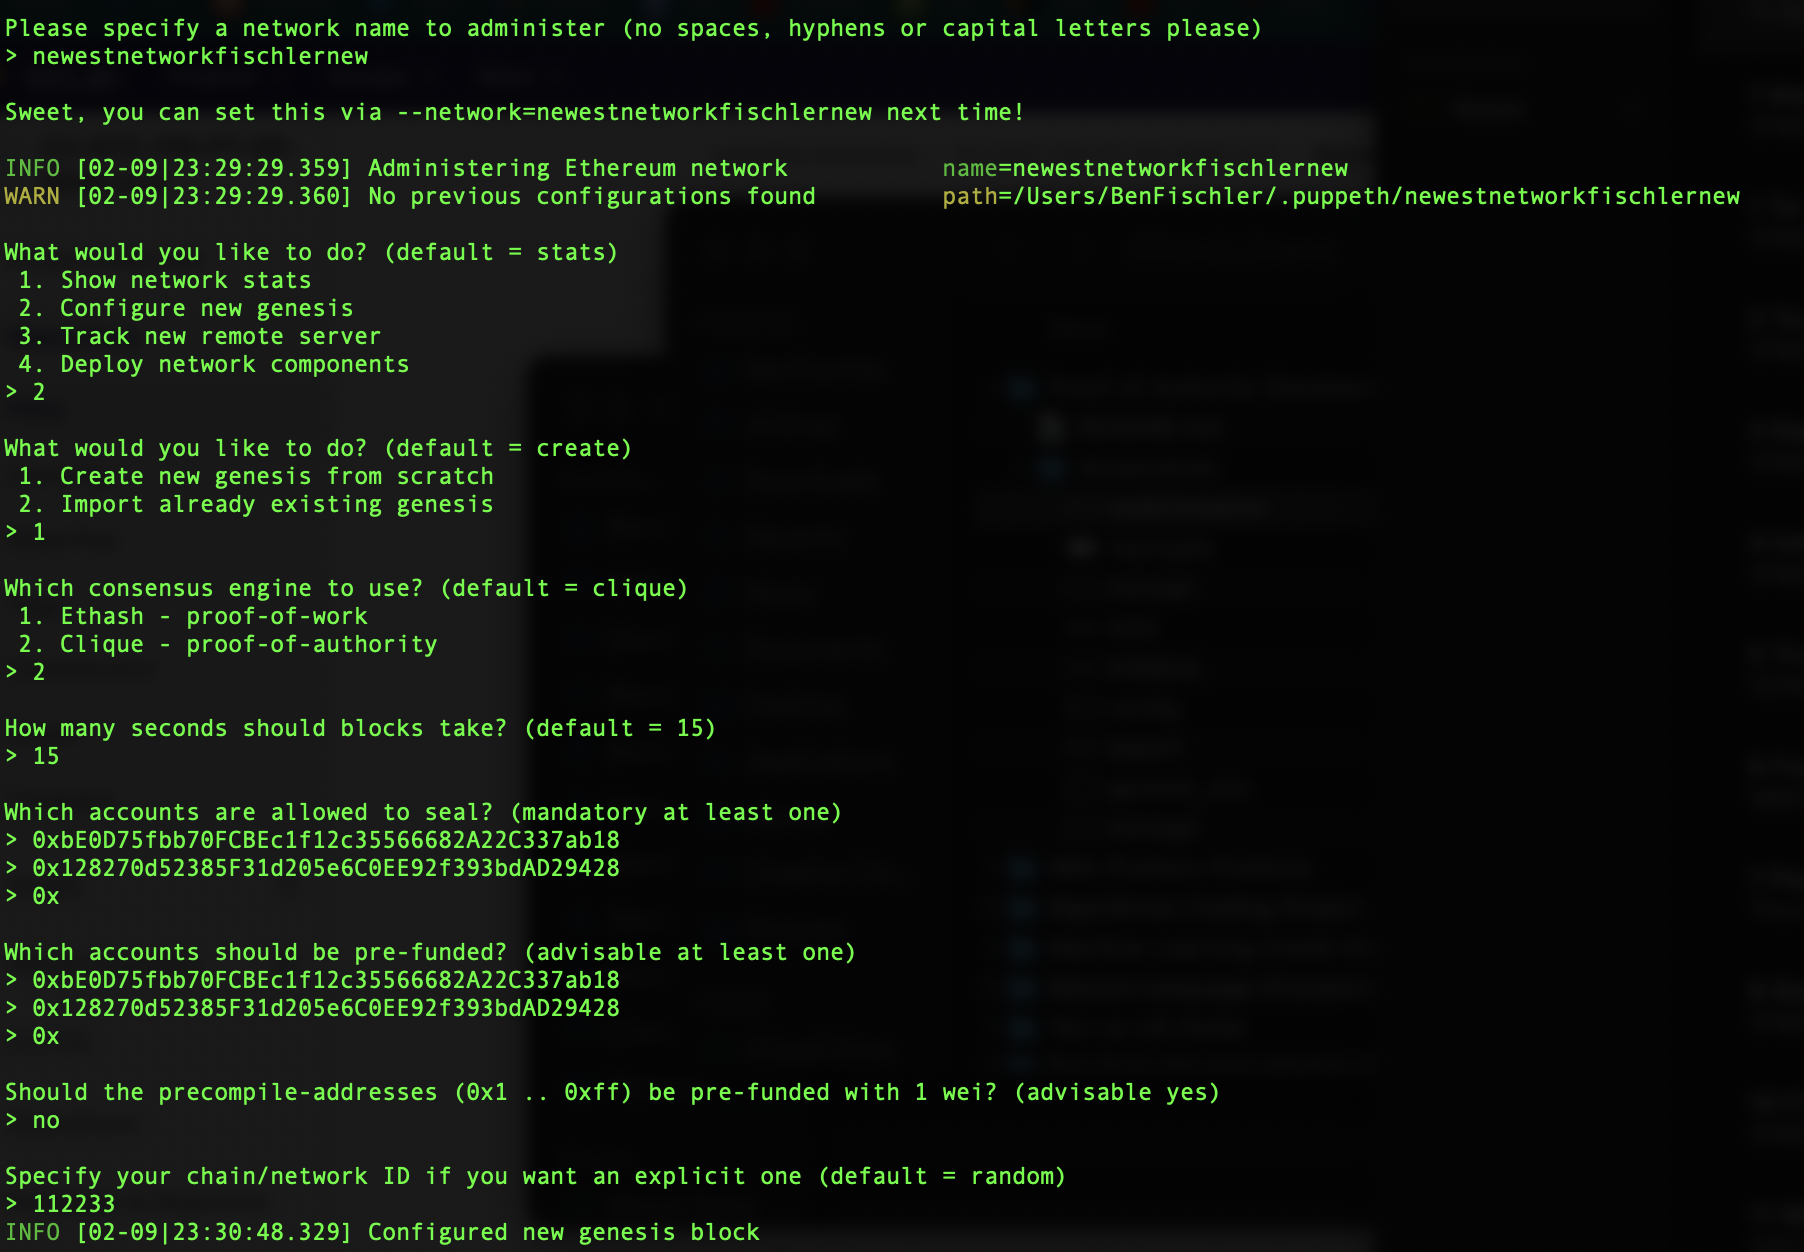 Please specify a network name to administer (no spaces, hyphens or capital letters please)
> newestnetworkfischlernew
Sweet, you can set this via --network=newestnetworkfischlernew next time!
INFO [02-09|23:29:29.359] Administering Ethereum network name=newestnetworkfischlernew
WARN [02-09|23:29:29.360] No previous configurations found path=/Users/BenFischler/.puppeth/newestnetworkfischlernew
What would you like to do? (default = stats)
1. Show network stats
2. Configure new genesis
3. Track new remote server
4. Deploy network components
> 2
What would you like to do? (default = create)
1. Create new genesis from scratch
2. Import already existing genesis
> 1
Which consensus engine to use? (default = clique)
1. Ethash - proof-of-work
2. Clique - proof-of-authority
> 2
How many seconds should blocks take? (default = 15)
> 15
Which accounts are allowed to seal? (mandatory at least one)
> 0xbE0D75fbb70FCBEc1f12c35566682A22C337ab18
> 0x128270d52385F31d205e6C0EE92f393bdAD29428
> 0x
Which accounts should be pre-funded? (advisable at least one)
> 0xbE0D75fbb70FCBEc1f12c35566682A22C337ab18
> 0x128270d52385F31d205e6C0EE92f393bdAD29428
> 0x
Should the precompile-addresses (0x1 .. 0xff) be pre-funded with 1 wei? (advisable yes)
> no
Specify your chain/network ID if you want an explicit one (default = random)
> 112233
INFO [02-09|23:30:48.329] Configured new genesis block